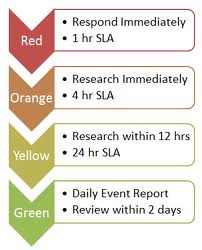 Red
• Respond Immediately
• 1 hr SLA
Orange
• Research Immediately
• 4 hr SLA
Yellow
• Research within 12 hrs
• 24 hr SLA
Green
• Daily Event Report
• Review within 2 days